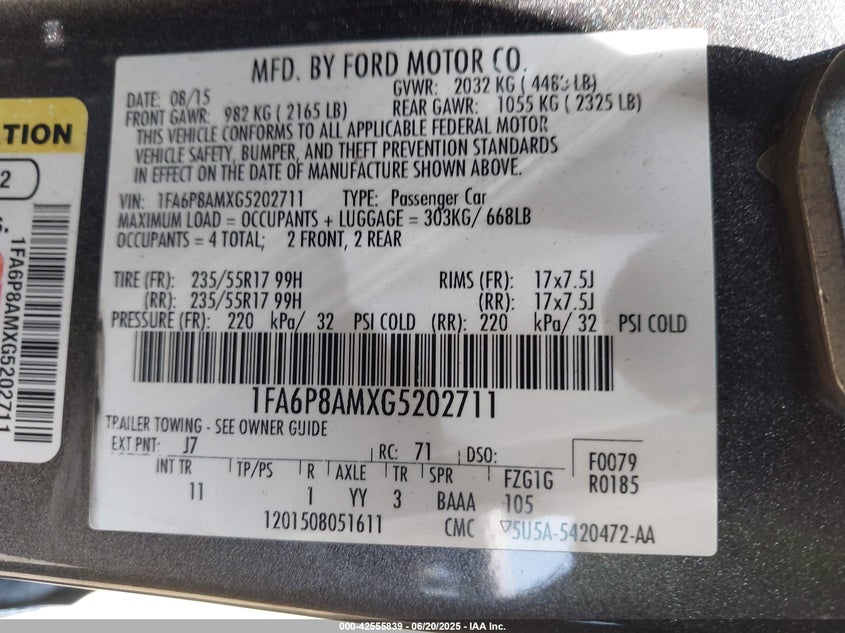 MFD. BY FORD MOTOR CO.
DATE: 08/15 GVWR: 2032 KG ( 448 LB)
FRONT GAWR: 982 KG ( 2165 LB) REAR GAWR: 1055 KG ( 2325 LB)
THIS VEHICLE CONFORMS TO ALL APPLICABLE FEDERAL MOTOR
VEHICLE SAFETY, BUMPER, AND THEFT PREVENTION STANDARDS
IN EFFECT ON THE DATE OF MANUFACTURE SHOWN ABOVE.
VIN: 1FA6P8AMXG5202711 TYPE: Passenger Car
MAXIMUM LOAD = OCCUPANTS + LUGGAGE = 303KG/ 668LB
OCCUPANTS = 4 TOTAL; 2 FRONT, 2 REAR
TIRE (FR): 235/55R17 99H RIMS (FR): 17x7.5J
(RR): 235/55R17 99H (RR): 17x7.5J
PRESSURE (FR): 220 kPa/ 32 PSI COLD (RR): 220 kPa/ 32 PSI COLD
1FA6P8AMXG5202711
TRAILER TOWING - SEE OWNER GUIDE
EXT PNT: J7 RC: 71 DSO:
INT TR TP/PS R AXLE TR SPR FZG1G F0079
11 1 YY 3 BAAA 105 R0185
1201508051611 CMC 5U5A-5420472-AA
TION
2
1FA6P8AMXG5202711
000-42555839 - 06/20/2025 - IAA Inc.